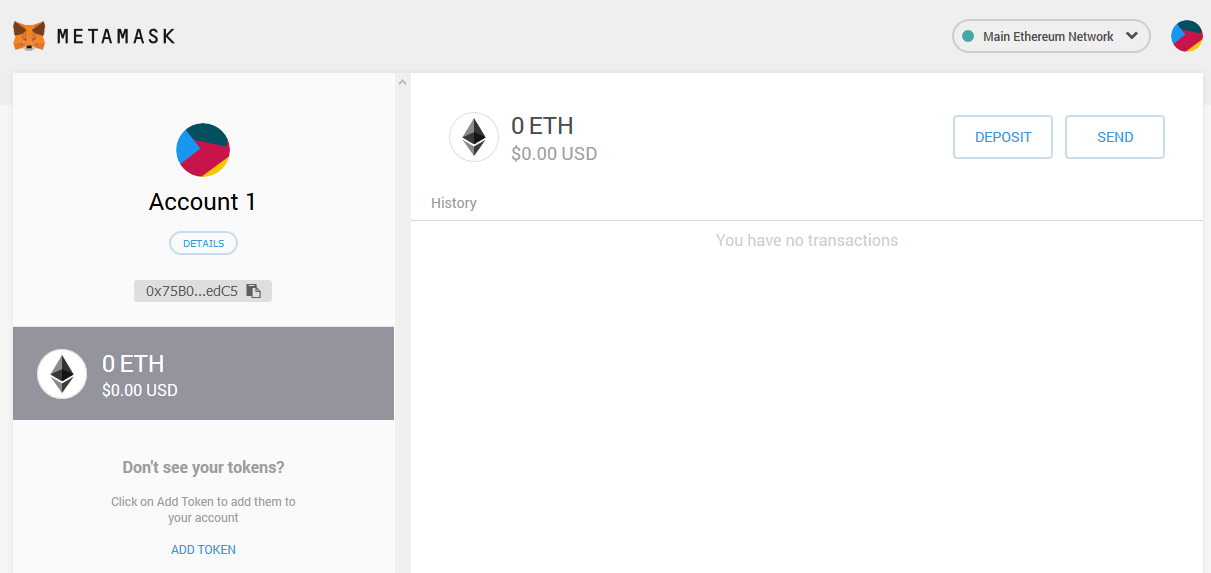 METAMASK
Main Ethereum Network
Account 1
DETAILS
0x75B0...edC5
0 ETH
$0.00 USD
Don't see your tokens?
Click on Add Token to add them to
your account
ADD TOKEN
0 ETH
$0.00 USD
DEPOSIT
SEND
History
You have no transactions